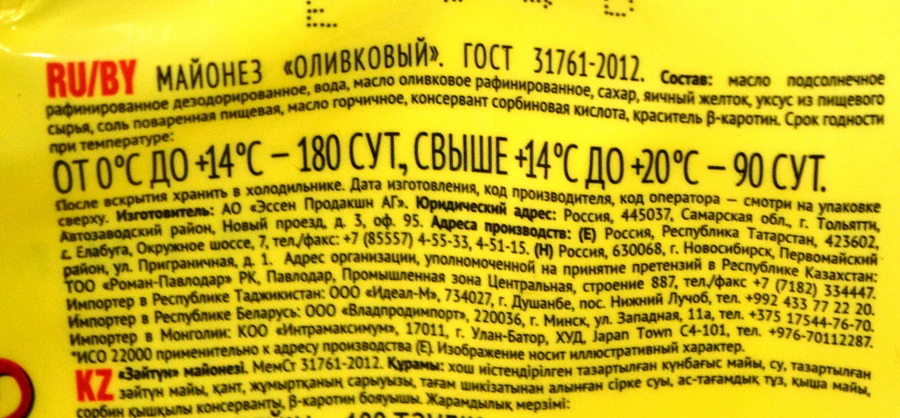 RU/BY МАЙОНЕЗ «ОЛИВКОВЫЙ». ГОСТ 31761-2012. Состав: масло подсолнечное
рафинированное дезодорированное, вода, масло оливковое рафинированное, сахар, яичный желток, уксус из пищевого
сырья, соль поваренная пищевая, масло горчичное, консервант сорбиновая кислота, краситель β-каротин. Срок годности
при температуре:
ОТ 0°С ДО +14°С – 180 СУТ., СВЫШЕ +14°С ДО +20°С – 90 СУТ.
После вскрытия хранить в холодильнике. Дата изготовления, код производителя, код оператора – смотри на упаковке
сверху. Изготовитель: АО «Эссен Продакшн АГ». Юридический адрес: Россия, 445037, Самарская обл., г. Тольятти,
Автозаводский район, Новый проезд, д. 3, оф. 95. Адреса производств: (Е) Россия, Республика Татарстан, 423602,
г. Елабуга, Окружное шоссе, 7, тел./факс: +7 (85557) 4-55-33, 4-51-15. (Н) Россия, 630068, г. Новосибирск, Первомайский
район, ул. Приграничная, д. 1. Адрес организации, уполномоченной на принятие претензий в Республике Казахстан:
ТОО «Роман-Павлодар» РК, Павлодар, Промышленная зона Центральная, строение 887, тел./факс +7 (7182) 334447.
Импортер в Республике Таджикистан: ООО «Идеал-М», 734027, г. Душанбе, пос. Нижний Лучоб, тел. +992 433 77 22 20.
Импортер в Республике Беларусь: ООО «Владпродимпорт», 220036, г. Минск, ул. Западная, 11а, тел. +375 17544-76-70.
Импортер в Монголии: КОО «Интрамаксимум», 17011, г. Улан-Батор, ХУД, Japan Town C4-101, тел. +976-70112287.
*ИСО 22000 применительно к адресу производства (Е). Изображение носит иллюстративный характер.
KZ «Зәйтүн» майонезі. МемСт 31761-2012. Құрамы: хош иістендірілген тазартылған күнбағыс майы, су, тазартылған
зәйтүн майы, қант, жұмыртқаның сарыуызы, тағам шикізатынан алынған сірке суы, ас-тағамдық тұз, қыша майы,
сорбин қышқылы консерванты, β-каротин бояушы. Жарамдылық мерзімі: